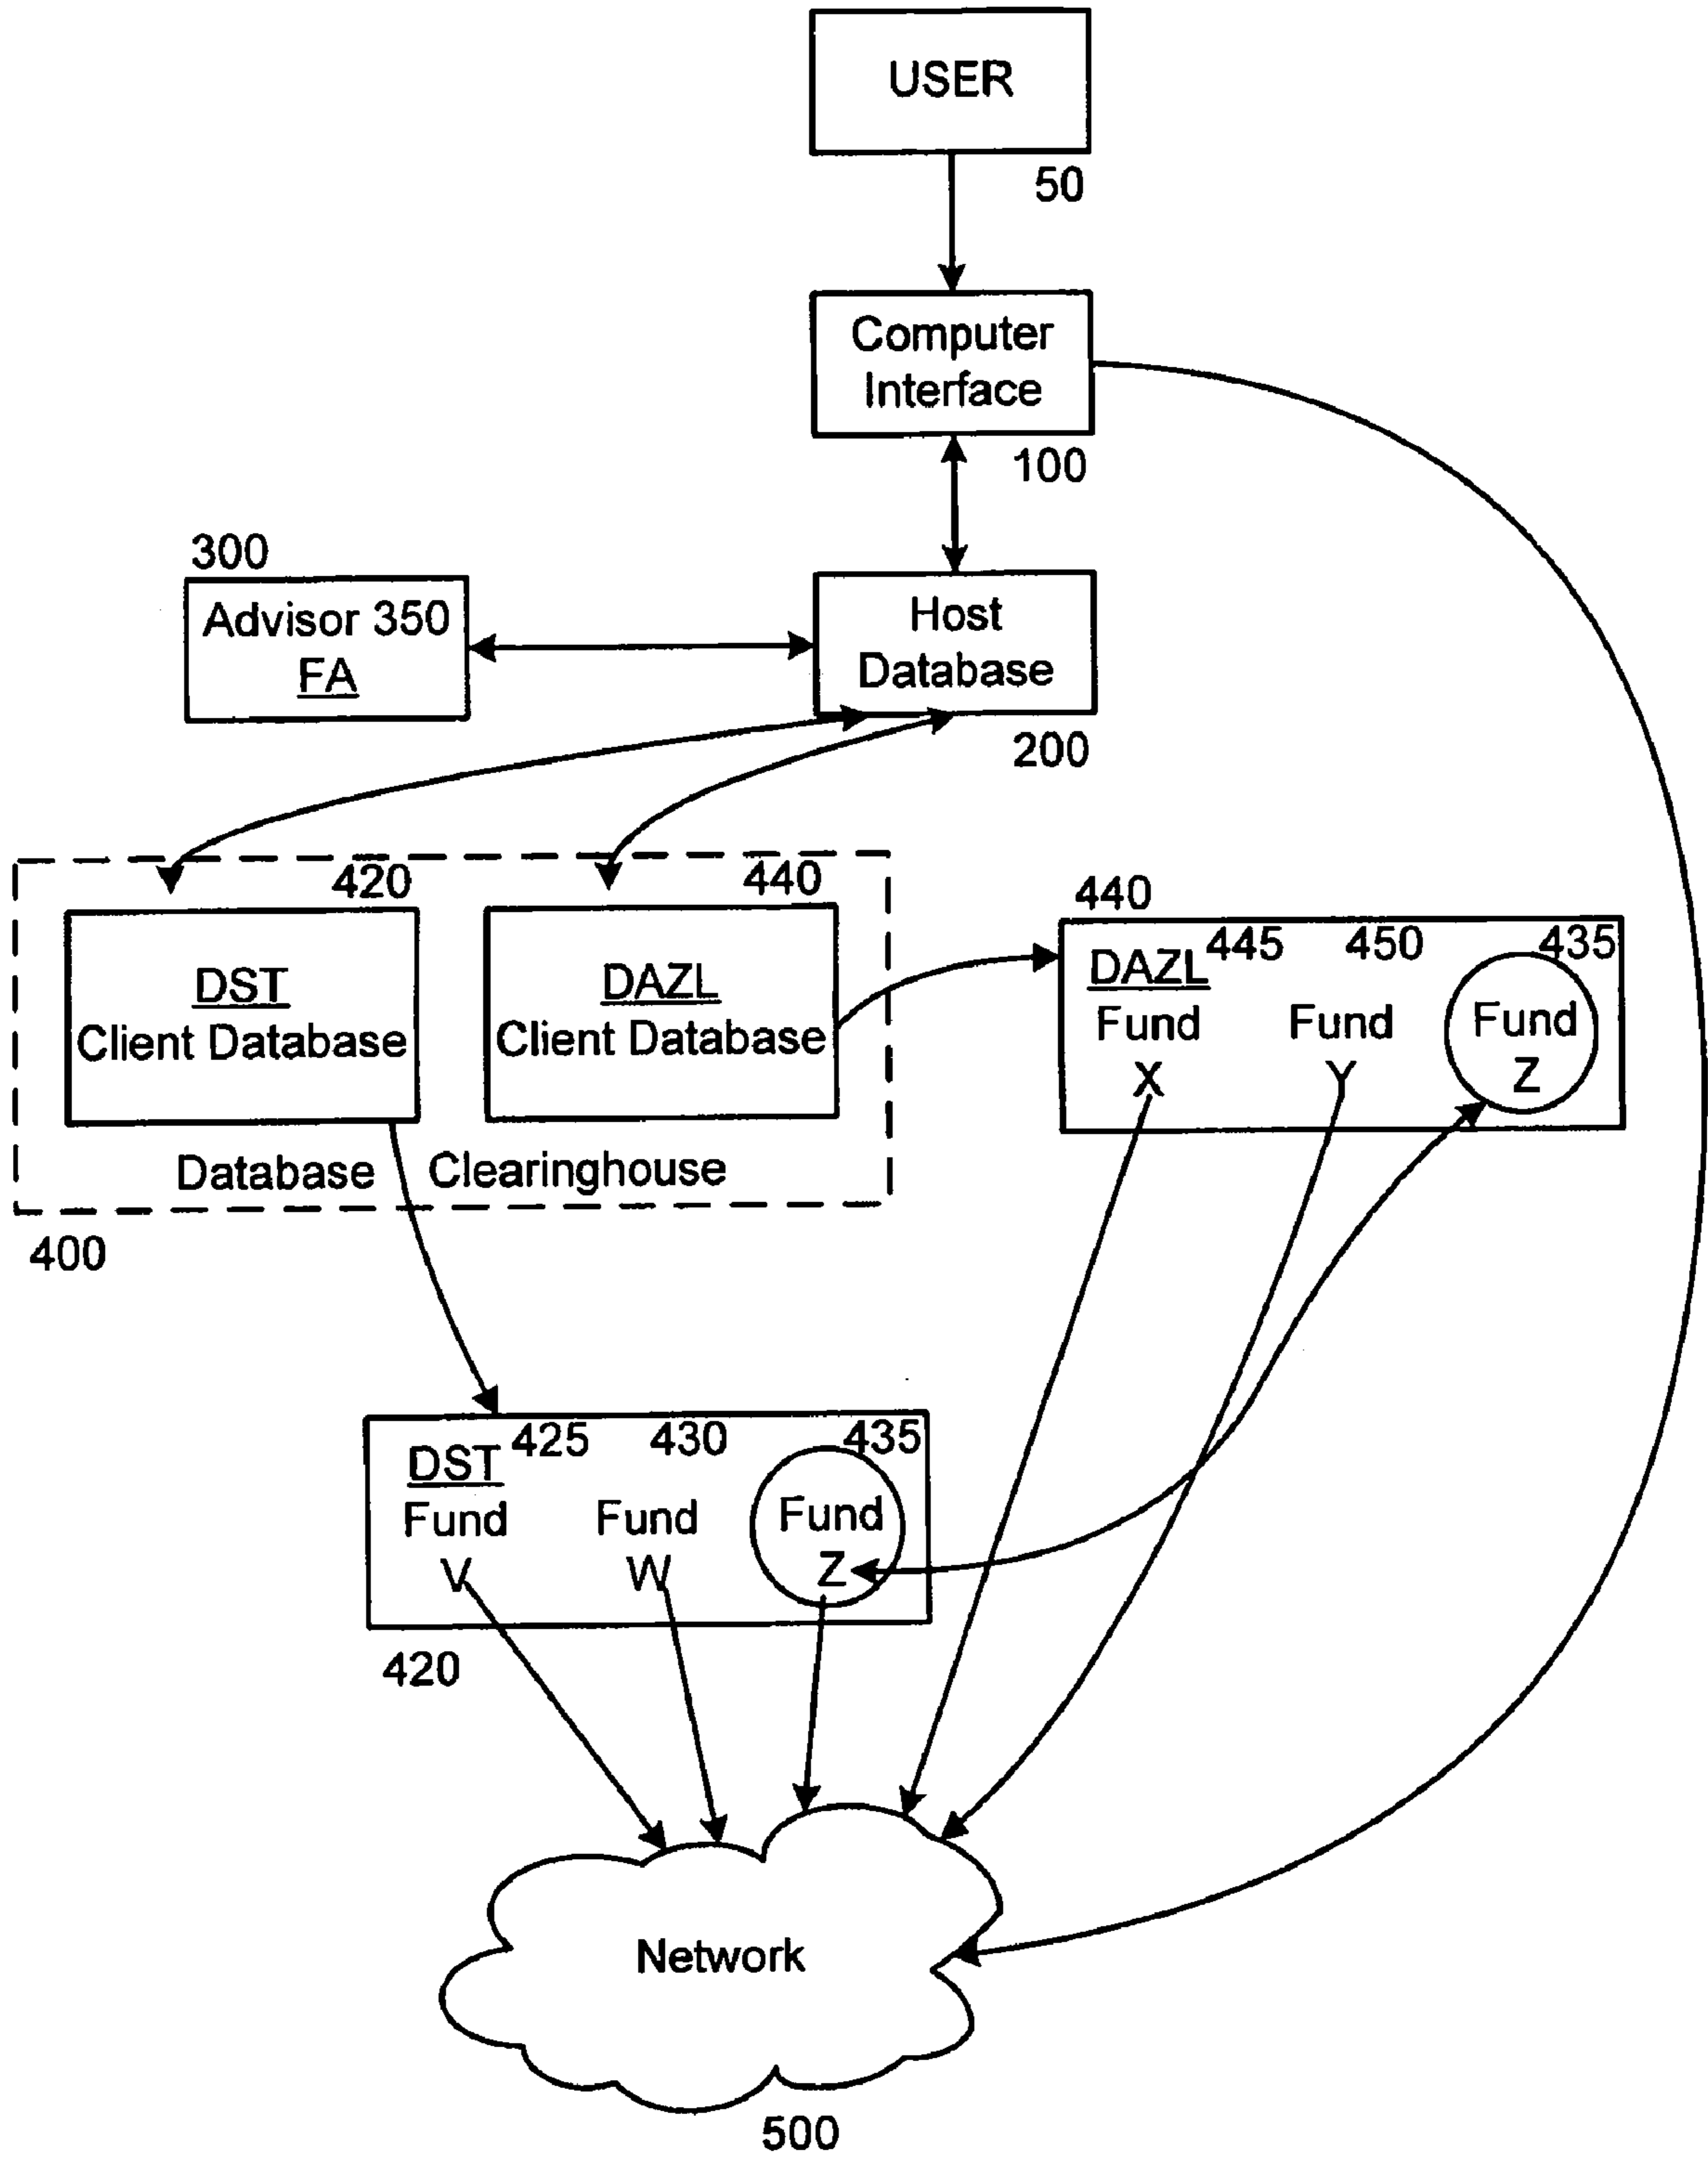 USER
50
Computer
Interface
100
300
Advisor 350
FA
Host
Database
200
420
440
DST
Client Database
DAZL
Client Database
Database Clearinghouse
400
440
445
450
435
DAZL
Fund
X
Fund
Y
Fund
Z
425
430
435
DST
Fund
V
Fund
W
Fund
Z
420
Network
500